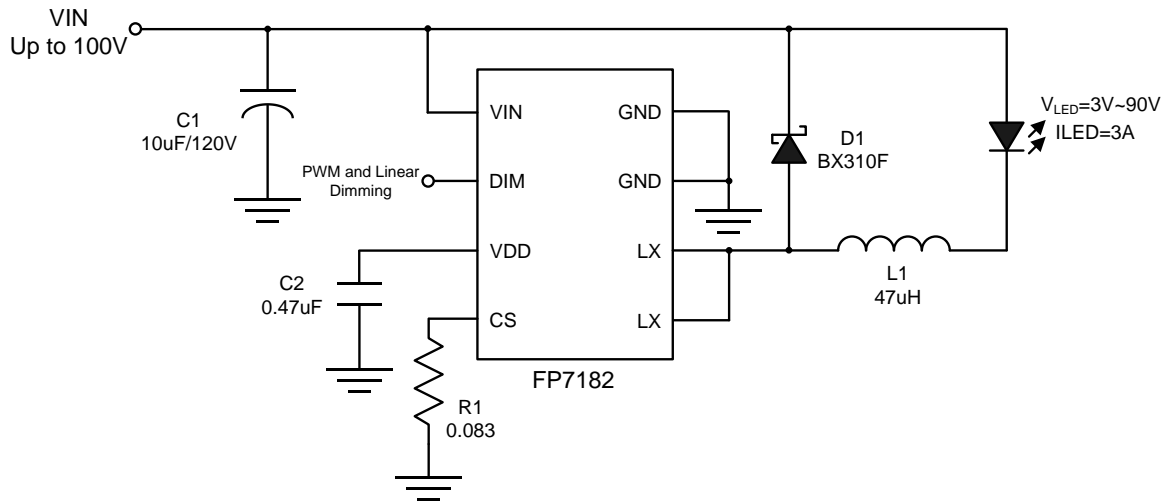 VIN
Up to 100V
C1
10uF/120V
PWM and Linear
Dimming
C2
0.47uF
R1
0.083
VIN
DIM
VDD
CS
GND
GND
LX
LX
FP7182
D1
BX310F
L1
47uH
VLED=3V~90V
ILED=3A